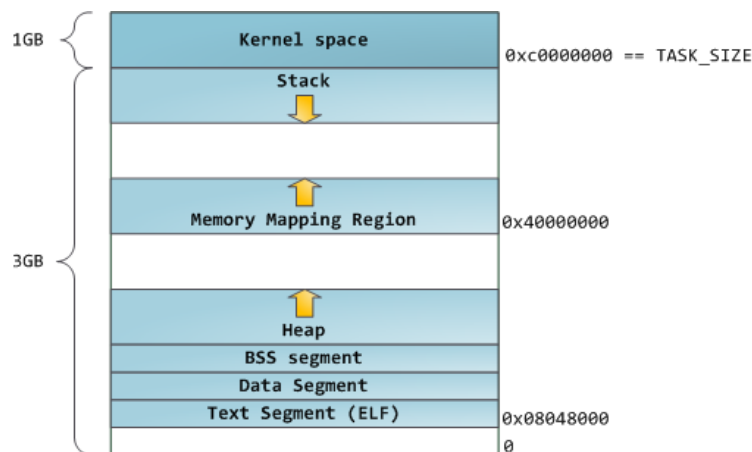 1GB
Kernel space
0xc0000000 == TASK_SIZE
Stack
Memory Mapping Region
0x40000000
3GB
Heap
BSS segment
Data Segment
Text Segment (ELF)
0x08048000
0